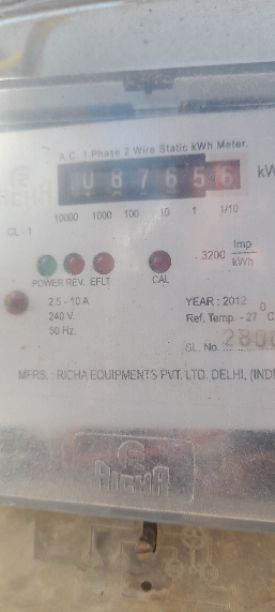 A.C. 1 Phase 2 Wire Static kWh Meter.
087656 kW
10000 1000 100 10 1 1/10
CL-1
3200 Imp
kWh
POWER REV. EFLT CAL
2.5 - 10 A
240 V.
50 Hz.
YEAR : 2012
Ref. Temp. - 27 °C
SL. No. 280
MFRS. : RICHA EQUIPMENTS PVT. LTD. DELHI, (INDI
RICHA